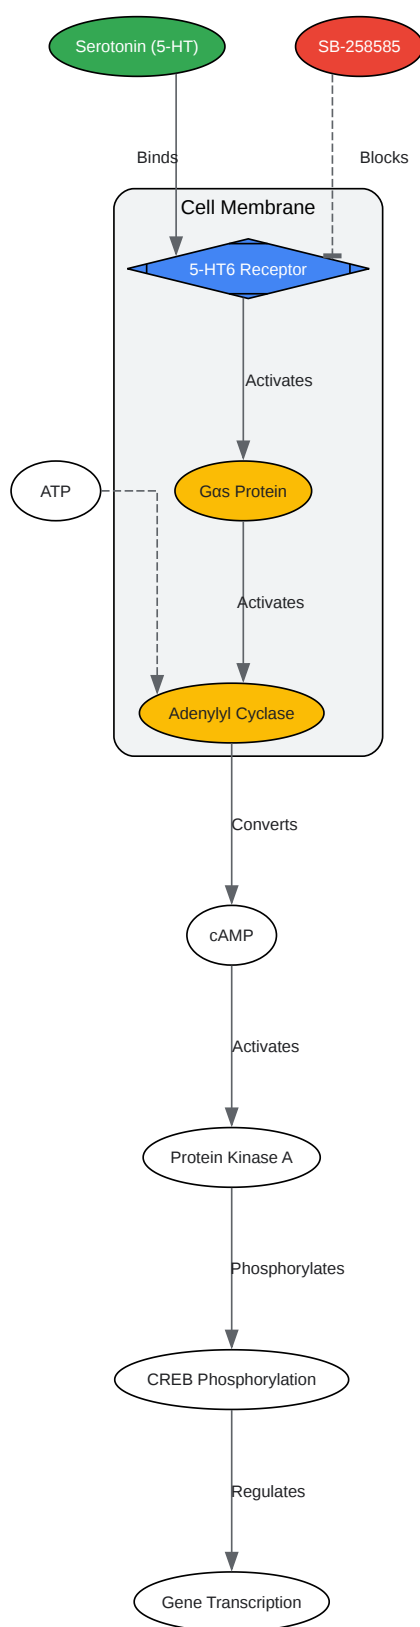 Serotonin (5-HT)
SB-258585
Binds
Blocks
Cell Membrane
5-HT6 Receptor
Activates
ATP
Gαs Protein
Activates
Adenylyl Cyclase
Converts
cAMP
Activates
Protein Kinase A
Phosphorylates
CREB Phosphorylation
Regulates
Gene Transcription